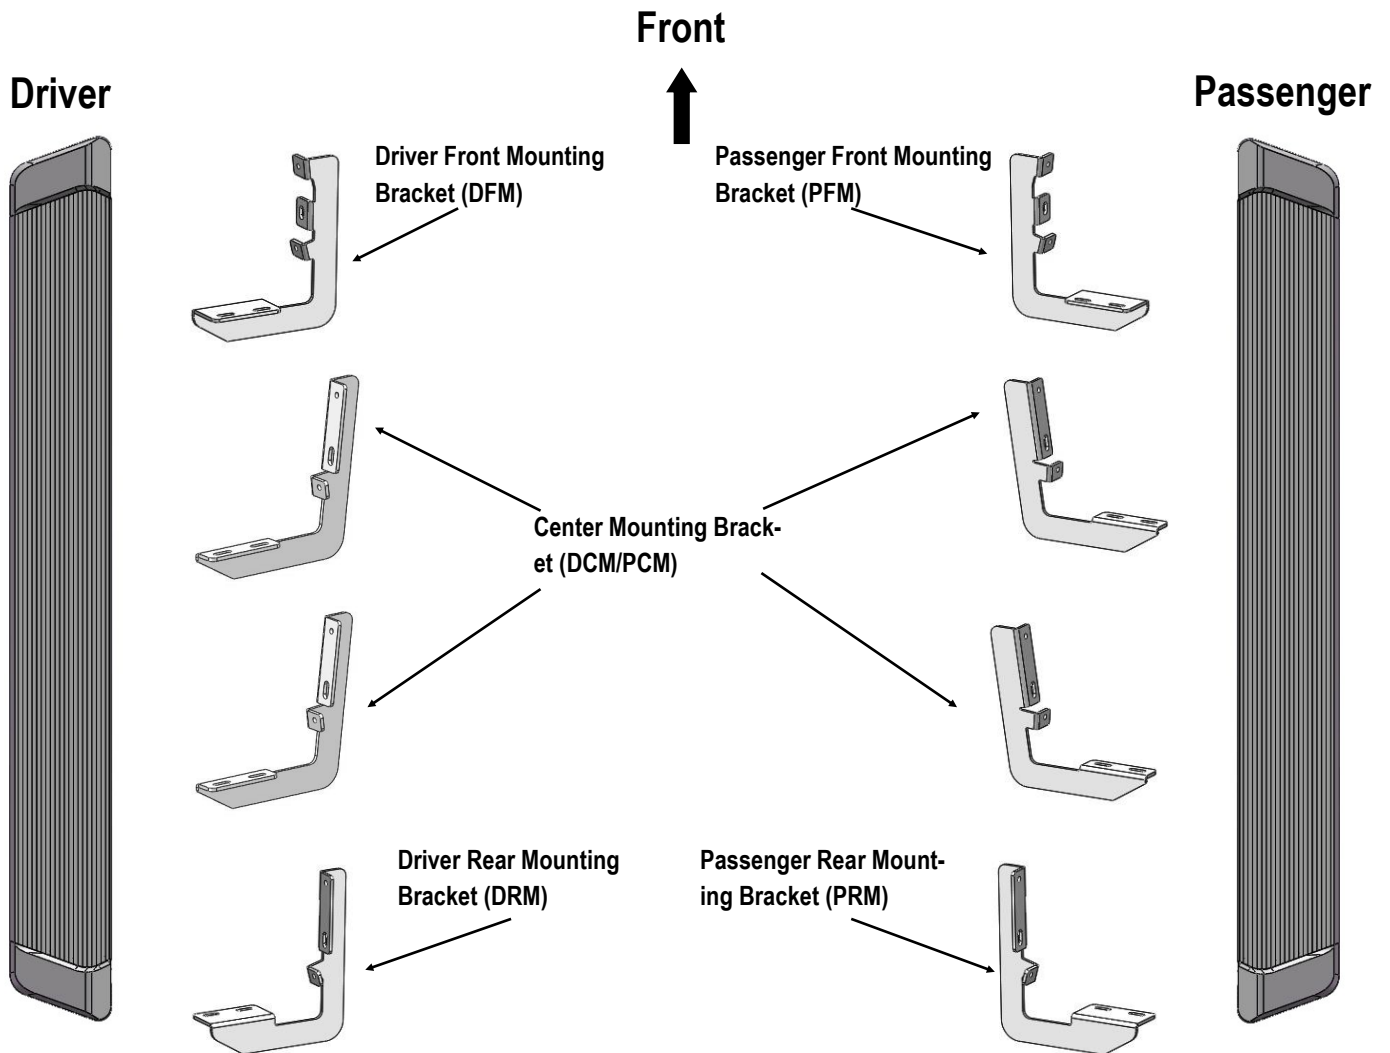 Front
Driver
Passenger
Driver Front Mounting
Bracket (DFM)
Passenger Front Mounting
Bracket (PFM)
Center Mounting Brack-
et (DCM/PCM)
Driver Rear Mounting
Bracket (DRM)
Passenger Rear Mount-
ing Bracket (PRM)